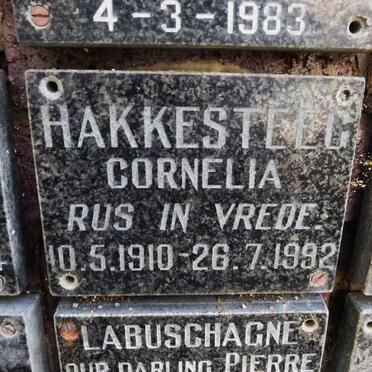 4-3-1983
HAKKESTEEG
CORNELIA
RUS IN VREDE.
10.5.1910-26.7.1992
LABUSCHAGNE
OUR DARLING PIERRE